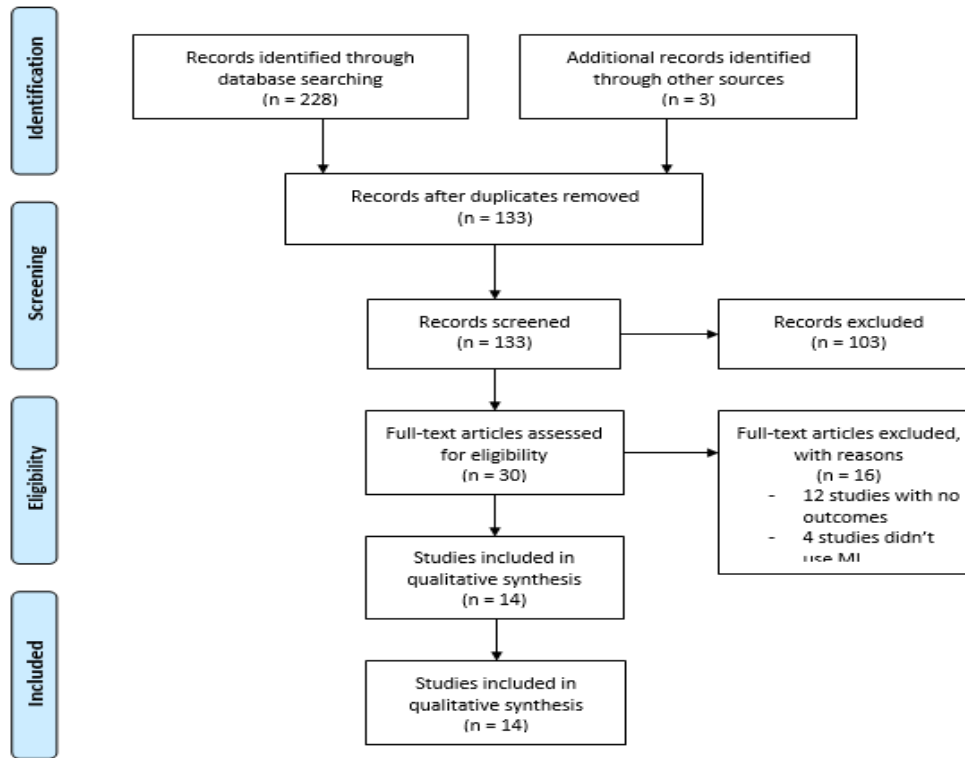 Identification
Records identified through
database searching
(n = 228)
Additional records identified
through other sources
(n = 3)
Records after duplicates removed
(n = 133)
Screening
Records screened
(n = 133)
Records excluded
(n = 103)
Eligibility
Full-text articles assessed
for eligibility
(n = 30)
Full-text articles excluded,
with reasons
(n = 16)
- 12 studies with no
outcomes
- 4 studies didn't
Studies included in
qualitative synthesis
(n = 14)
Included
Studies included in
qualitative synthesis
(n = 14)